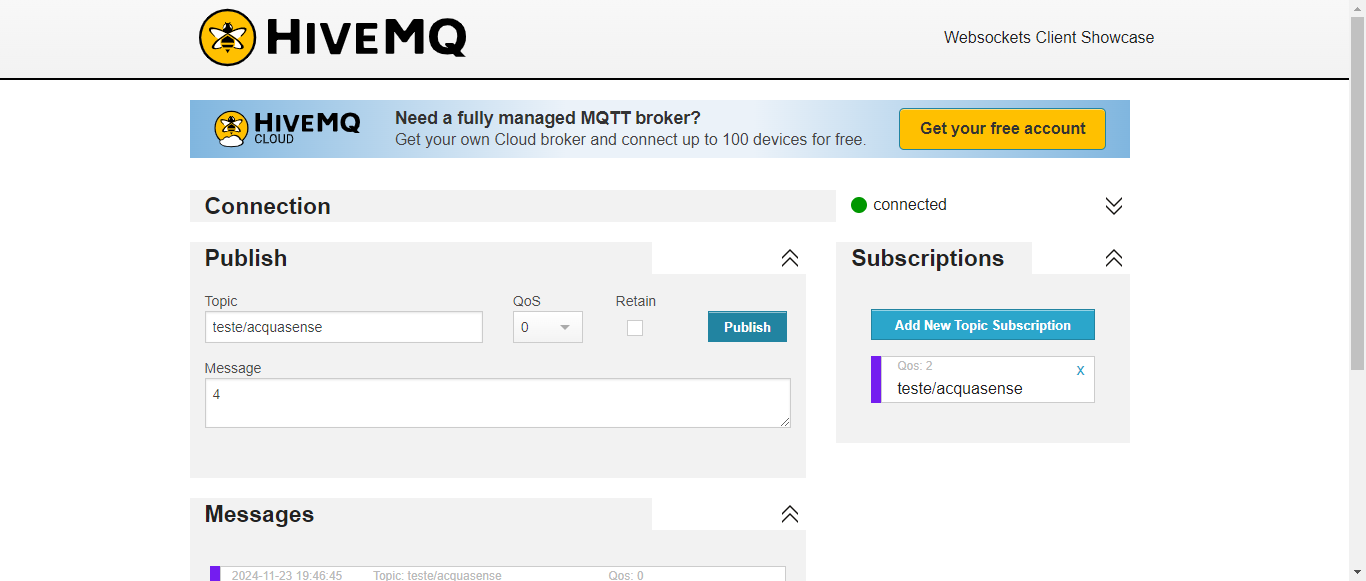 HIVEMQ
Websockets Client Showcase
HIVEMQ
CLOUD
Need a fully managed MQTT broker?
Get your own Cloud broker and connect up to 100 devices for free.
Get your free account
Connection
connected
Publish
Subscriptions
Topic
QoS
Retain
teste/acquasense
0
Publish
Message
4
Add New Topic Subscription
Qos: 2
x
teste/acquasense
Messages
2024-11-23 19:46:45
Topic: teste/acquasense
Qos: 0